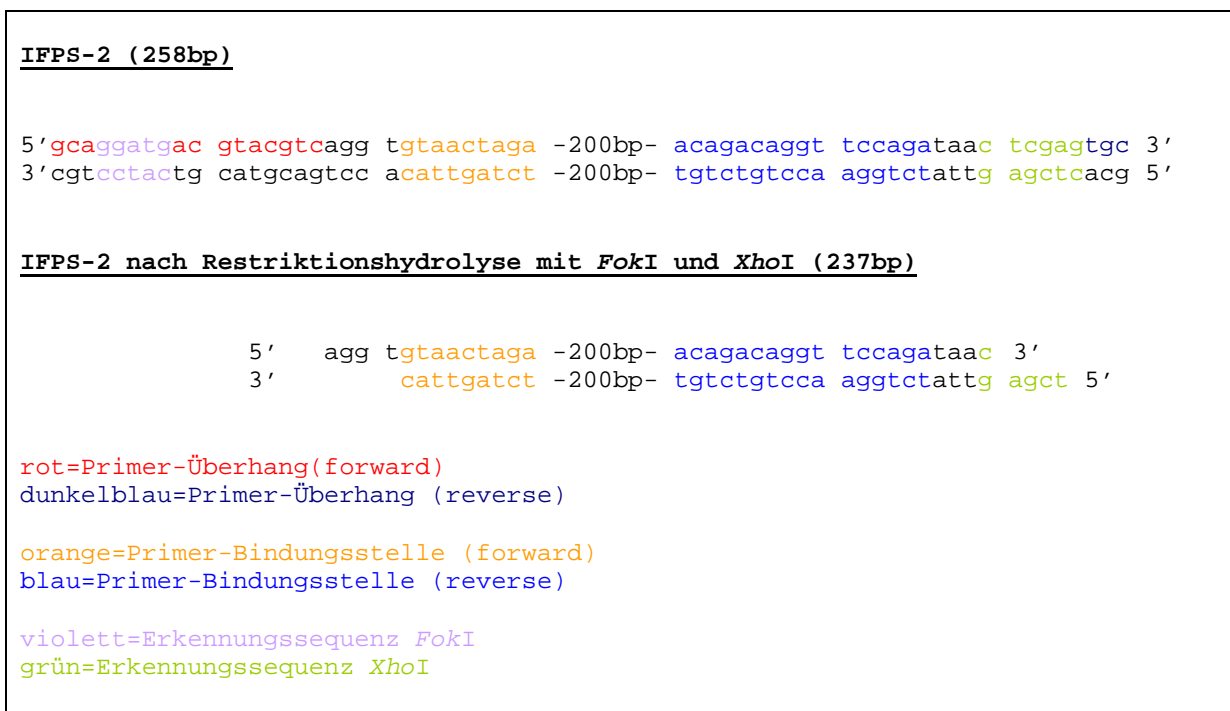 IFPS-2 (258bp)
5’gcaggatgac gtacgtcagg tgtaactaga -200bp- acagacaggt tccagataac tcgagtgc 3’
3’cgtcctactg catgcagtcc acattgatct -200bp- tgtctgtcca aggtctattg agctcacg 5’
IFPS-2 nach Restriktionshydrolyse mit FokI und XhoI (237bp)
5’ agg tgtaactaga -200bp- acagacaggt tccagataac 3’
3’ cattgatct -200bp- tgtctgtcca aggtctattg agct 5’
rot=Primer-Überhang(forward)
dunkelblau=Primer-Überhang (reverse)
orange=Primer-Bindungsstelle (forward)
blau=Primer-Bindungsstelle (reverse)
violett=Erkennungssequenz FokI
grün=Erkennungssequenz XhoI